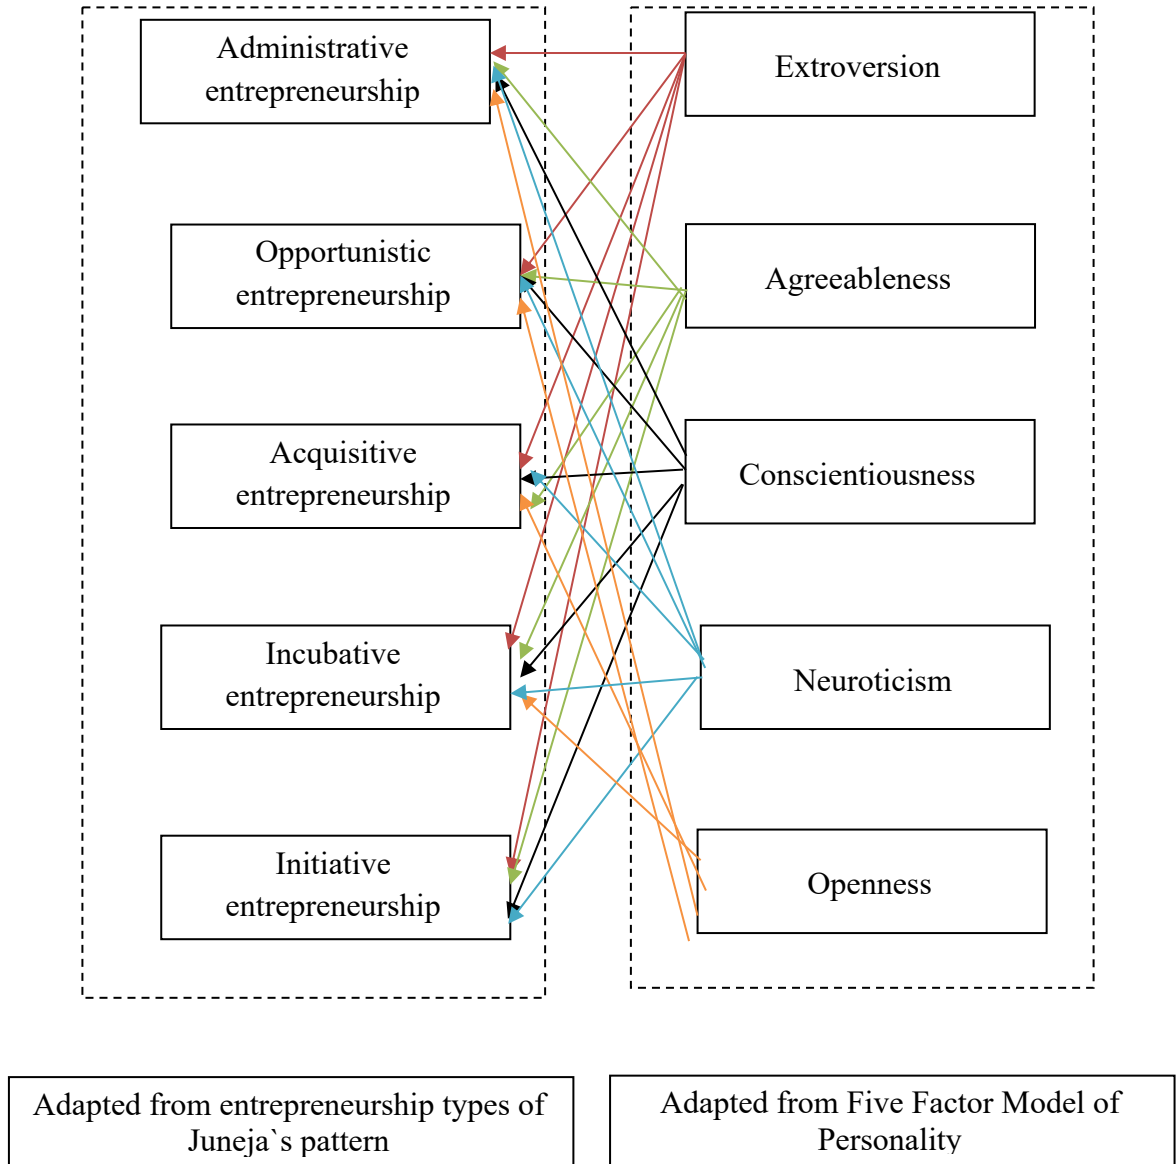 Administrative
entrepreneurship
Extroversion
Opportunistic
entrepreneurship
Agreeableness
Acquisitive
entrepreneurship
Conscientiousness
Incubative
entrepreneurship
Neuroticism
Initiative
entrepreneurship
Openness
Adapted from entrepreneurship types of
Juneja`s pattern
Adapted from Five Factor Model of
Personality